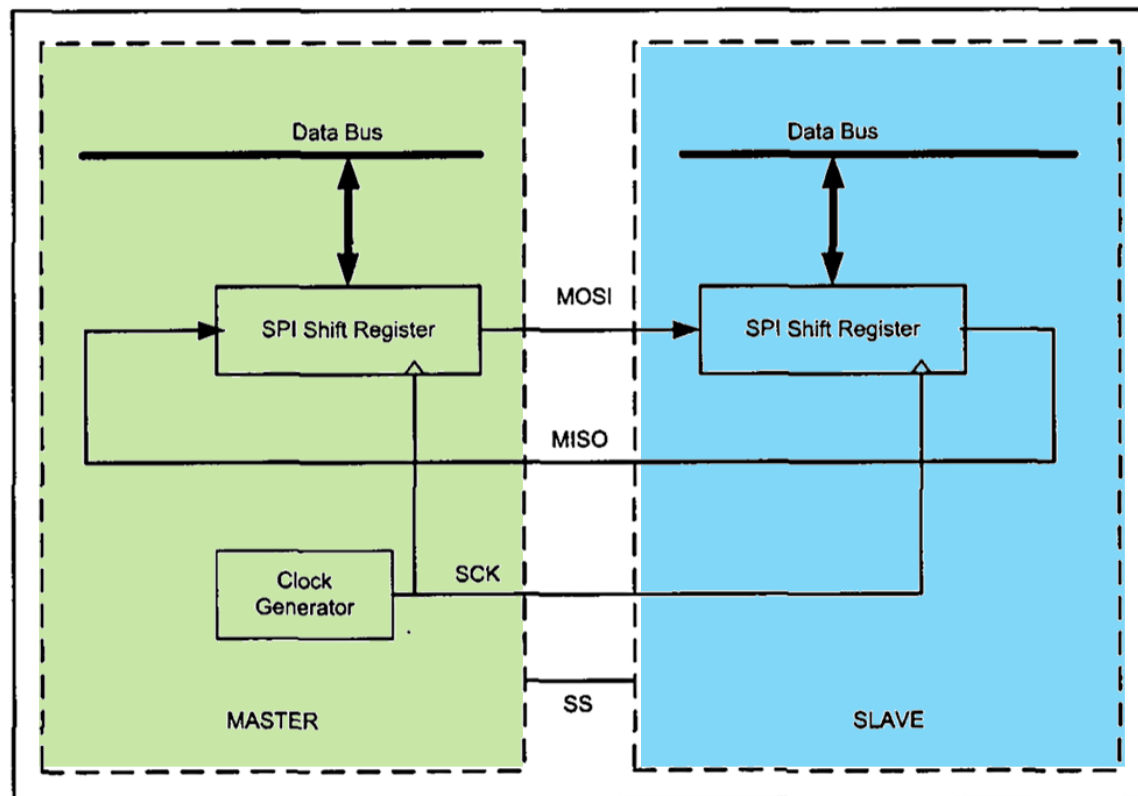 Data Bus
Data Bus
MOSI
SPI Shift Register
SPI Shift Register
MISO
SCK
Clock
Generator
SS
MASTER
SLAVE